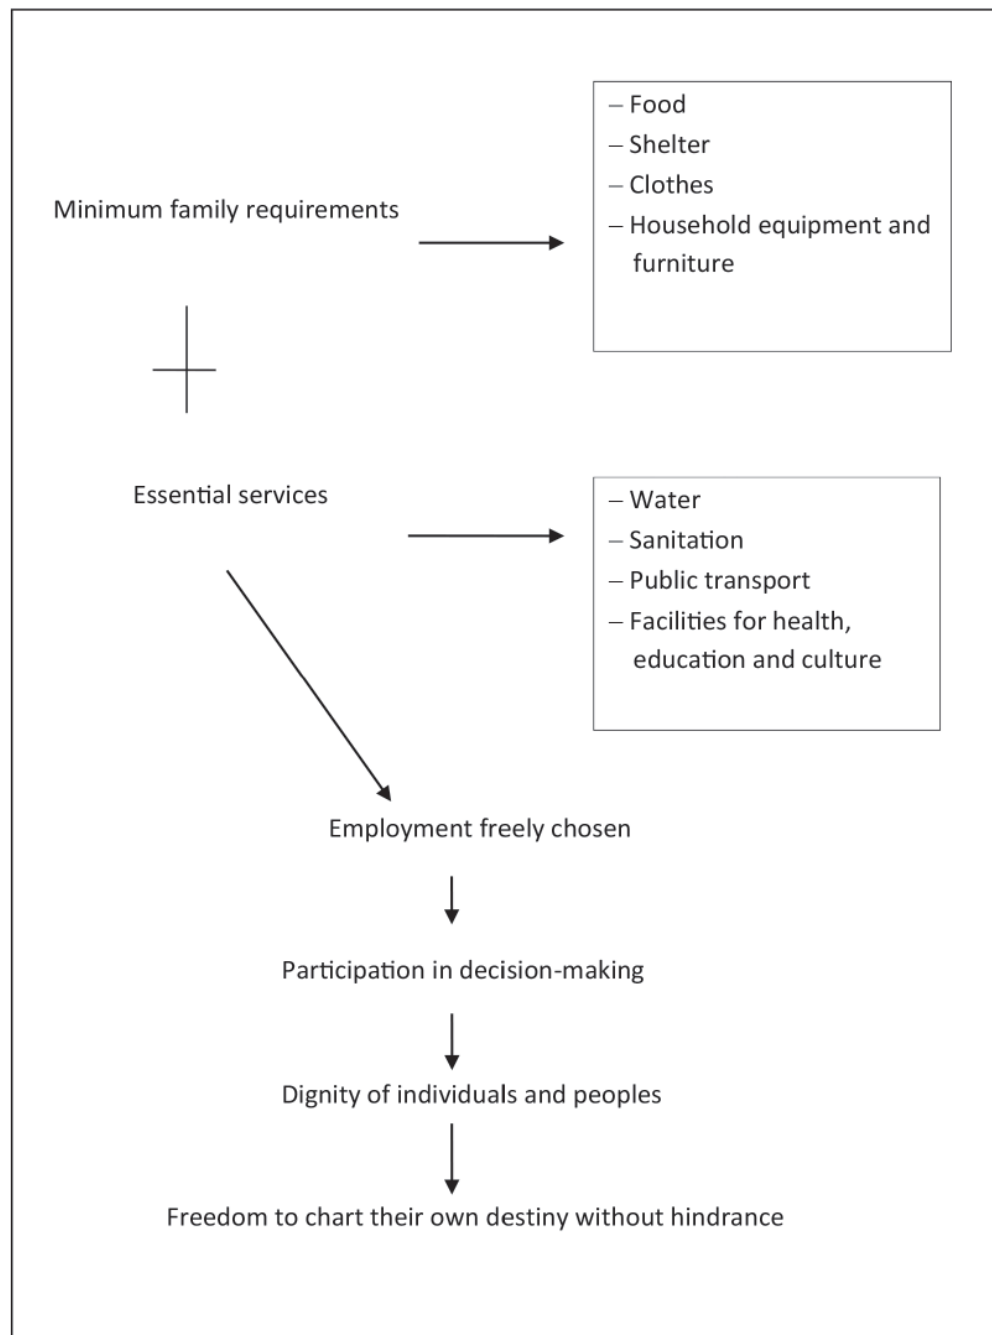 – Food
– Shelter
– Clothes
Minimum family requirements
– Household equipment and
furniture
Essential services
– Water
– Sanitation
– Public transport
– Facilities for health,
education and culture
Employment freely chosen
Participation in decision-making
Dignity of individuals and peoples
Freedom to chart their own destiny without hindrance